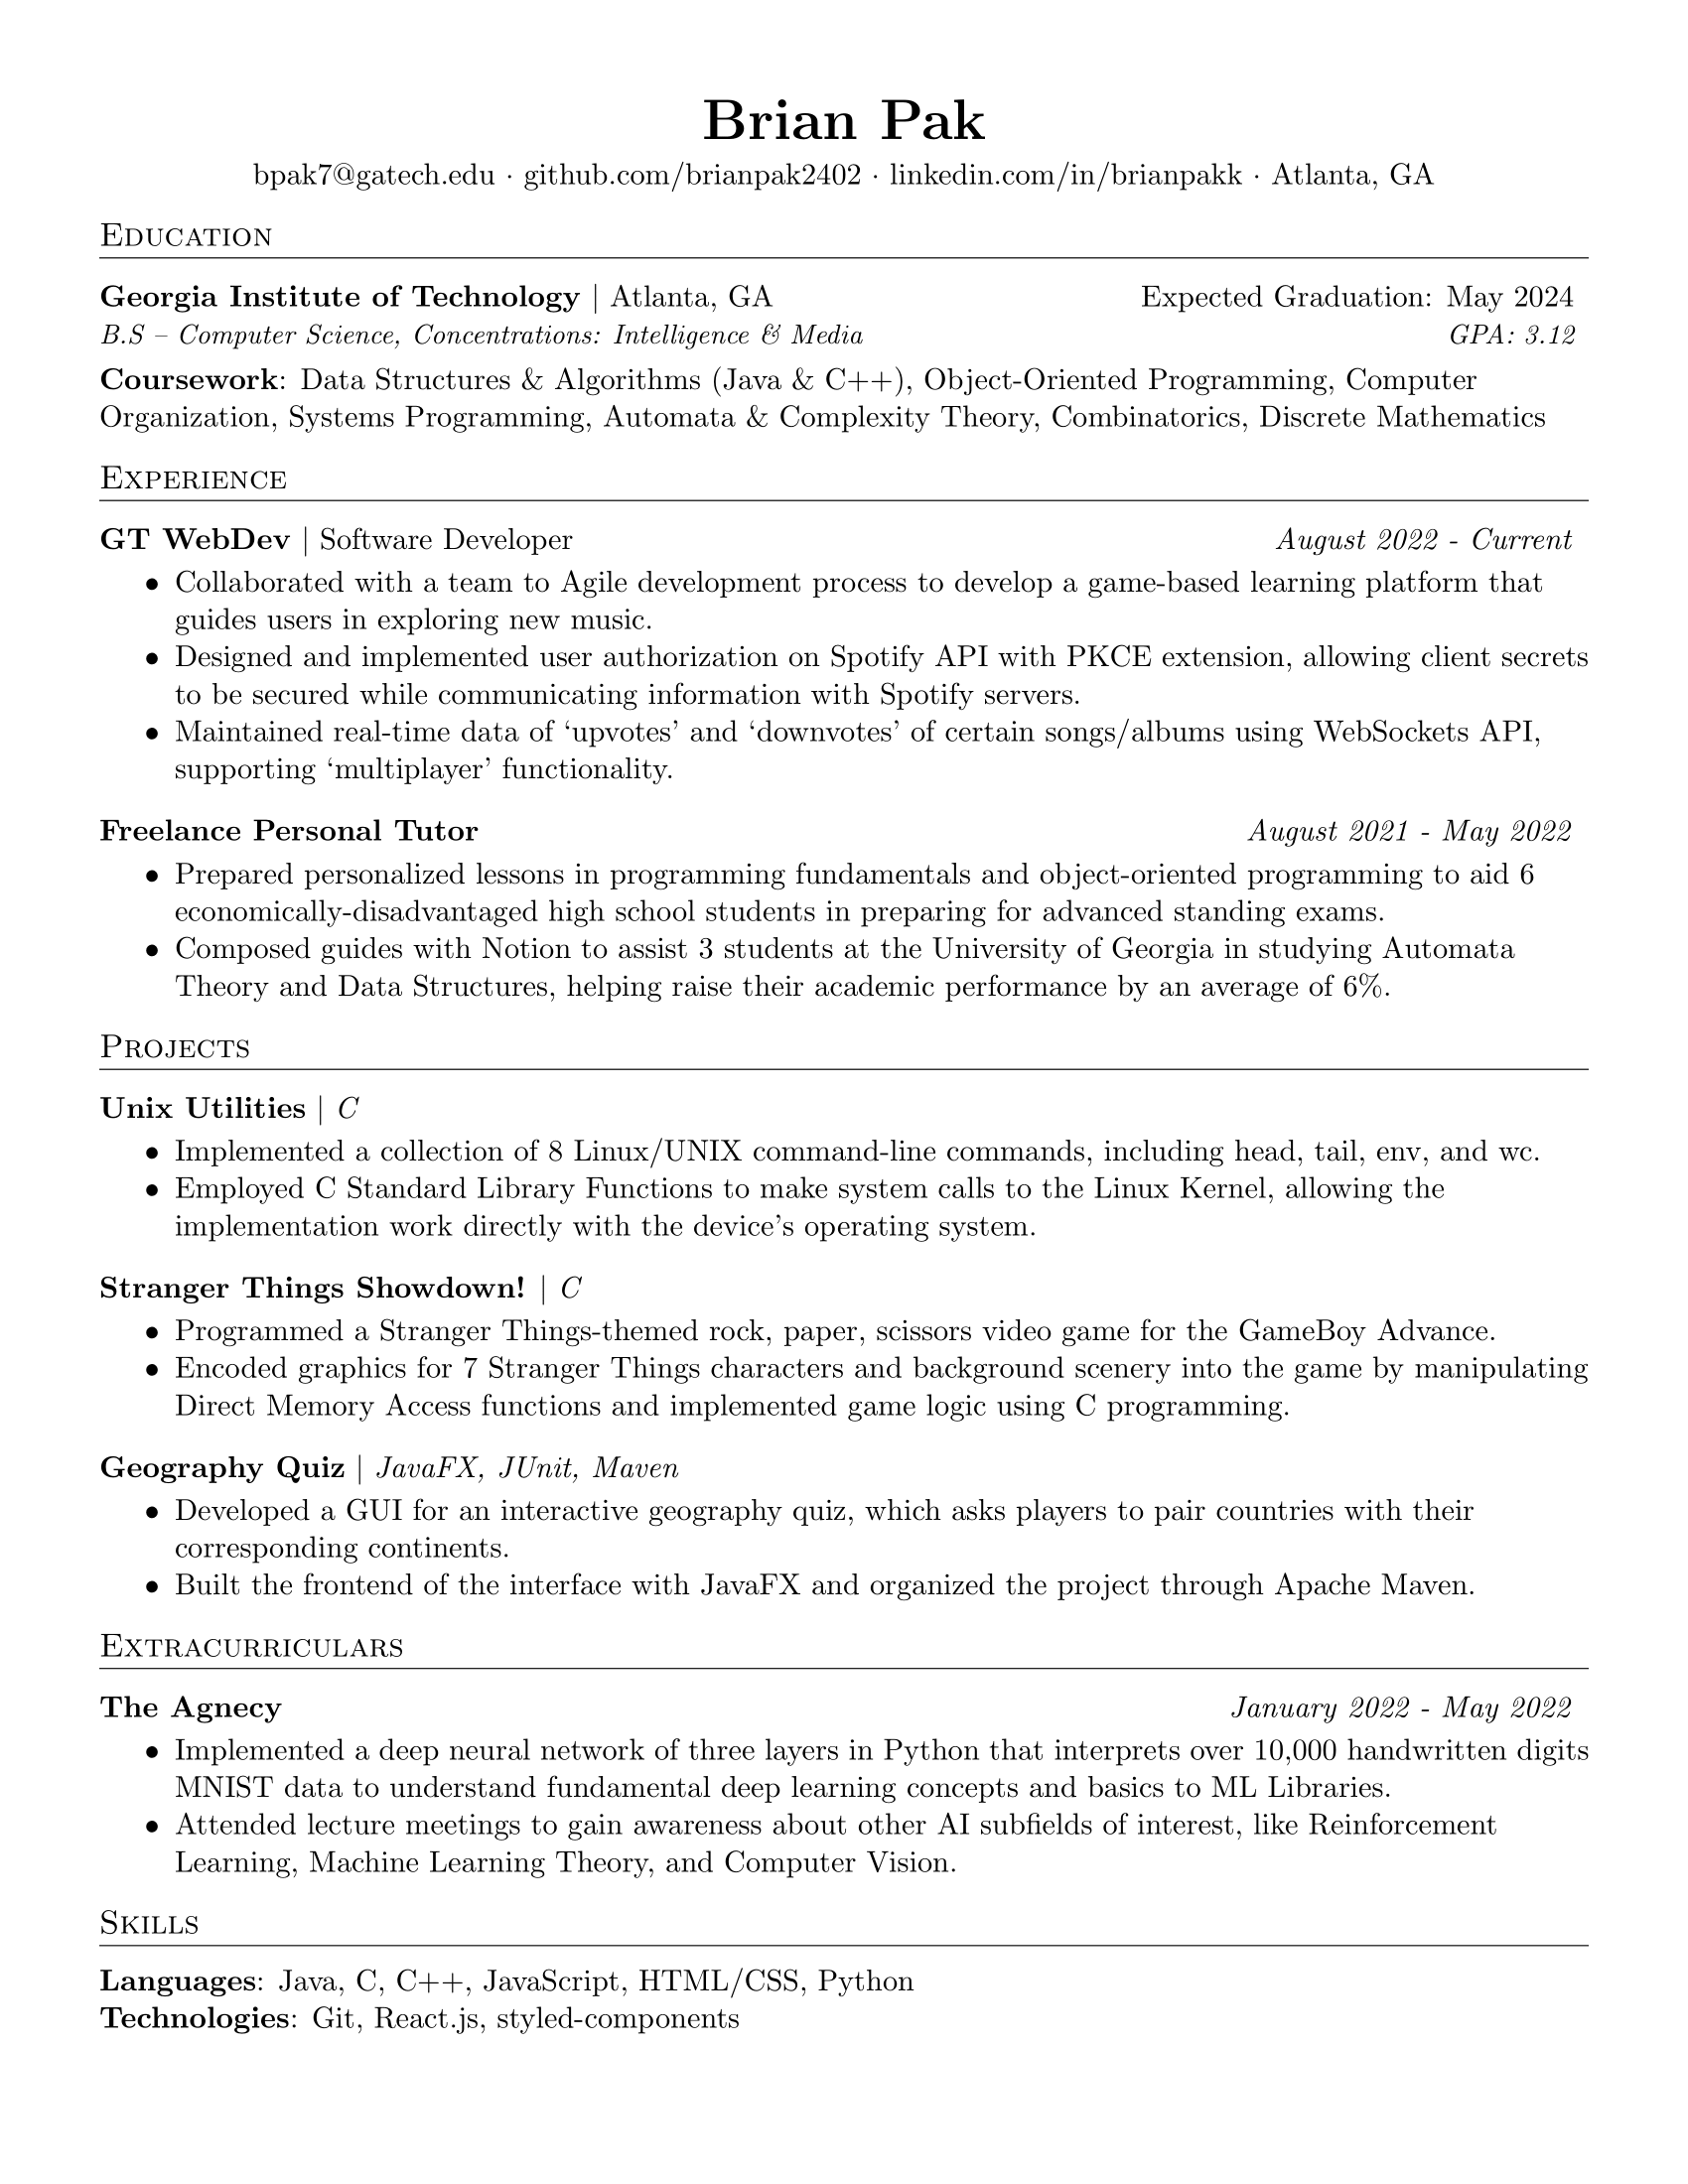 Brian Pak
bpak7@gatech.edu · github.com/brianpak2402 · linkedin.com/in/brianpakk · Atlanta, GA
Education
Georgia Institute of Technology | Atlanta, GA Expected Graduation: May 2024
B.S – Computer Science, Concentrations: Intelligence & Media GPA: 3.12
Coursework: Data Structures & Algorithms (Java & C++), Object-Oriented Programming, Computer
Organization, Systems Programming, Automata & Complexity Theory, Combinatorics, Discrete Mathematics
Experience
GT WebDev | Software Developer August 2022 - Current
• Collaborated with a team to Agile development process to develop a game-based learning platform that
guides users in exploring new music.
• Designed and implemented user authorization on Spotify API with PKCE extension, allowing client secrets
to be secured while communicating information with Spotify servers.
• Maintained real-time data of ‘upvotes’ and ‘downvotes’ of certain songs/albums using WebSockets API,
supporting ‘multiplayer’ functionality.
Freelance Personal Tutor August 2021 - May 2022
• Prepared personalized lessons in programming fundamentals and object-oriented programming to aid 6
economically-disadvantaged high school students in preparing for advanced standing exams.
• Composed guides with Notion to assist 3 students at the University of Georgia in studying Automata
Theory and Data Structures, helping raise their academic performance by an average of 6%.
Projects
Unix Utilities | C
• Implemented a collection of 8 Linux/UNIX command-line commands, including head, tail, env, and wc.
• Employed C Standard Library Functions to make system calls to the Linux Kernel, allowing the
implementation work directly with the device’s operating system.
Stranger Things Showdown! | C
• Programmed a Stranger Things-themed rock, paper, scissors video game for the GameBoy Advance.
• Encoded graphics for 7 Stranger Things characters and background scenery into the game by manipulating
Direct Memory Access functions and implemented game logic using C programming.
Geography Quiz | JavaFX, JUnit, Maven
• Developed a GUI for an interactive geography quiz, which asks players to pair countries with their
corresponding continents.
• Built the frontend of the interface with JavaFX and organized the project through Apache Maven.
Extracurriculars
The Agnecy January 2022 - May 2022
• Implemented a deep neural network of three layers in Python that interprets over 10,000 handwritten digits
MNIST data to understand fundamental deep learning concepts and basics to ML Libraries.
• Attended lecture meetings to gain awareness about other AI subfields of interest, like Reinforcement
Learning, Machine Learning Theory, and Computer Vision.
Skills
Languages: Java, C, C++, JavaScript, HTML/CSS, Python
Technologies: Git, React.js, styled-components